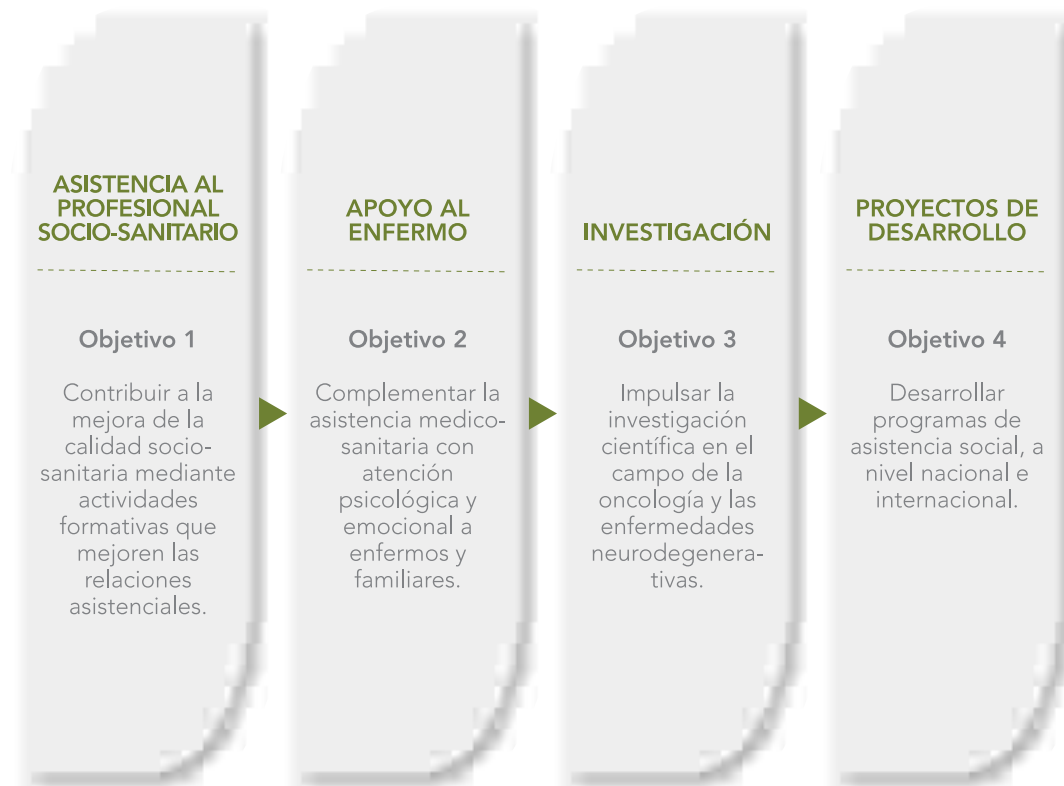 ASISTENCIA AL
PROFESIONAL
SOCIO-SANITARIO
Objetivo 1
Contribuir a la
mejora de la
calidad socio-
sanitaria mediante
actividades
formativas que
mejoren las
relaciones
asistenciales.
APOYO AL
ENFERMO
Objetivo 2
Complementar la
asistencia medico-
sanitaria con
atención
psicológica y
emocional a
enfermos y
familiares.
INVESTIGACIÓN
Objetivo 3
Impulsar la
investigación
científica en el
campo de la
oncología y las
enfermedades
neurodegenera-
tivas.
PROYECTOS DE
DESARROLLO
Objetivo 4
Desarrollar
programas de
asistencia social, a
nivel nacional e
internacional.